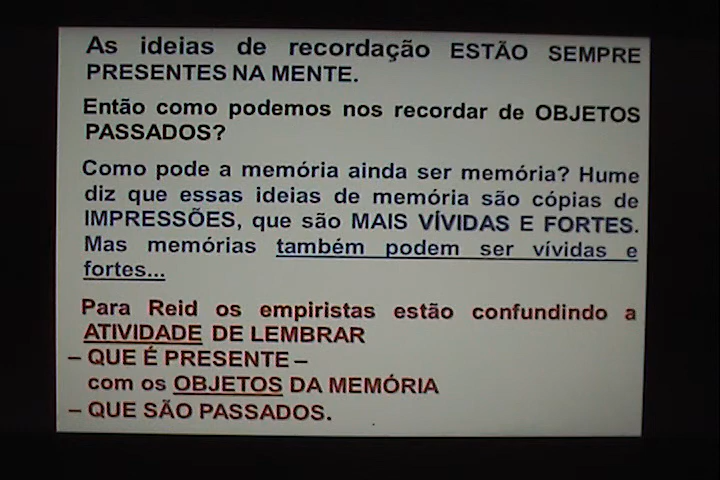 As ideias de recordação ESTÃO SEMPRE
PRESENTES NA MENTE.
Então como podemos nos recordar de OBJETOS
PASSADOS?
Como pode a memória ainda ser memória? Hume
diz que essas ideias de memória são cópias de
IMPRESSÕES, que são MAIS VÍVIDAS E FORTES.
Mas memórias também podem ser vívidas e
fortes...
Para Reid os empiristas estão confundindo a
ATIVIDADE DE LEMBRAR
– QUE É PRESENTE –
com os OBJETOS DA MEMÓRIA
– QUE SÃO PASSADOS.